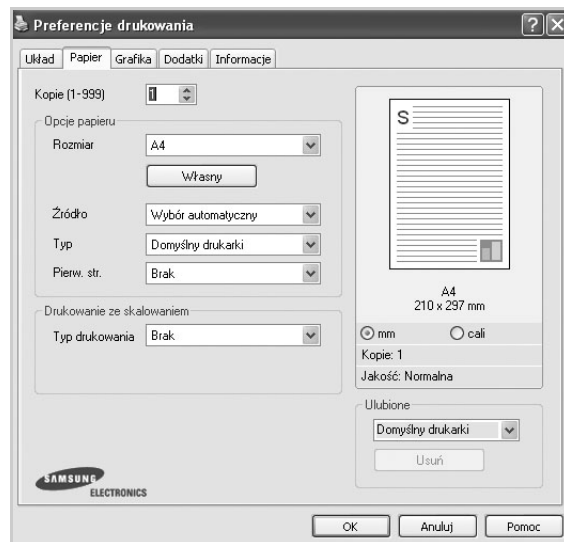 Preferencje drukowania
Układ Papier Grafika Dodatki Informacje
Kopie (1-999) 1
Opcje papieru
Rozmiar A4
Własny
Źródło Wybór automatyczny
Typ Domyślny drukarki
Pierw. str. Brak
Drukowanie ze skalowaniem
Typ drukowania Brak
S
A4
210 x 297 mm
mm cali
Kopie: 1
Jakość: Normalna
Ulubione
Domyślny drukarki
Usuń
SAMSUNG
ELECTRONICS
OK Anuluj Pomoc